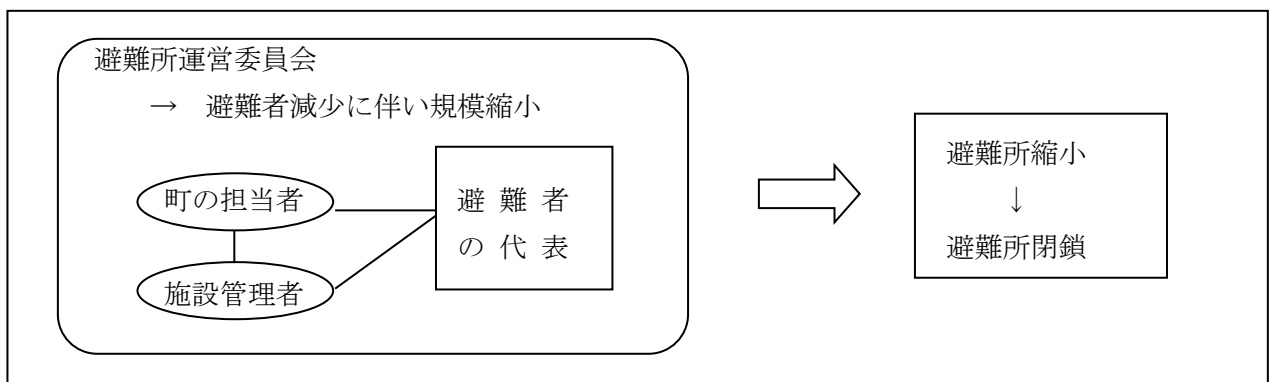 避難所運営委員会
→ 避難者減少に伴い規模縮小
町の担当者
施設管理者
避難者
の代表
避難所縮小
↓
避難所閉鎖